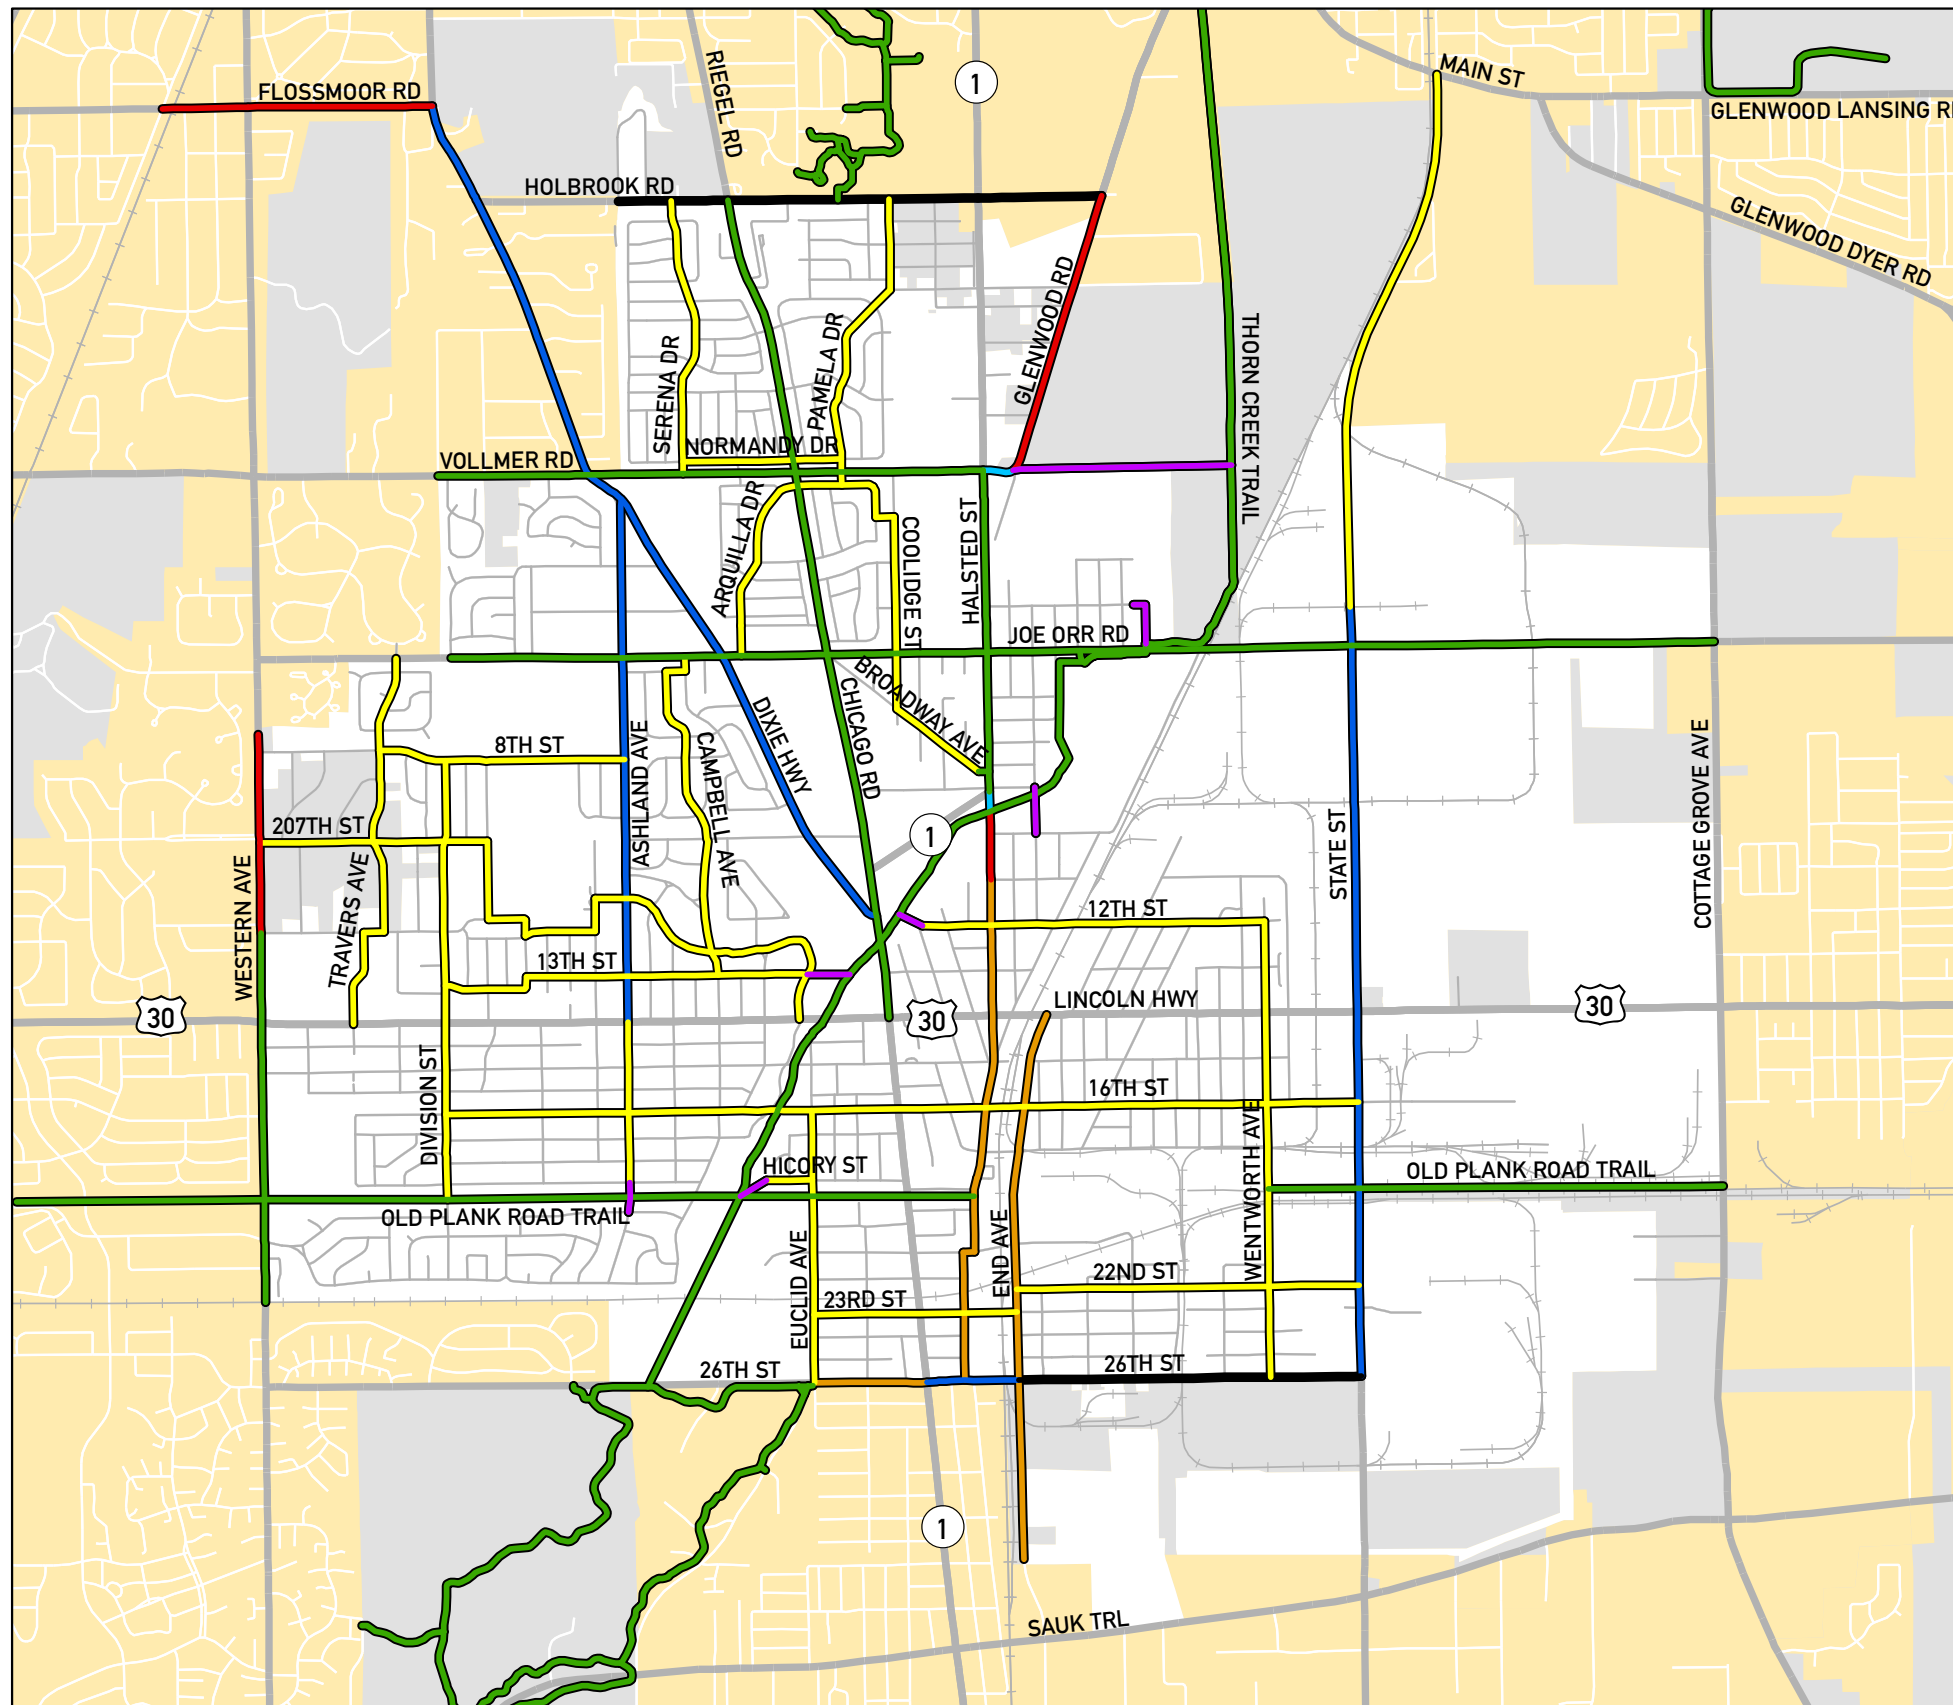 RIEGEL RD
1
MAIN ST
FLOSSMOOR RD
GLENWOOD LANSING R
HOLBROOK RD
GLENWOOD DYER RD
GLENWOOD RD
THORN CREEK TRAIL
SERENA DR
PAMELA DR
NORMANDY DR
VOLLMER RD
ARQUILLA DR
COOLIDGE ST
HALSTED ST
JOE ORR RD
BROADWAY AVE
CHICAGO RD
DIXIE HWY
8TH ST
ASHLAND AVE
CAMPBELL AVE
COTTAGE GROVE AVE
207TH ST
1
STATE ST
WESTERN AVE
TRAVERS AVE
12TH ST
13TH ST
30
30
LINCOLN HWY
30
DIVISION ST
16TH ST
WENTWORTH AVE
HICORY ST
OLD PLANK ROAD TRAIL
OLD PLANK ROAD TRAIL
EUCLID AVE
END AVE
22ND ST
23RD ST
26TH ST
26TH ST
1
SAUK TRL